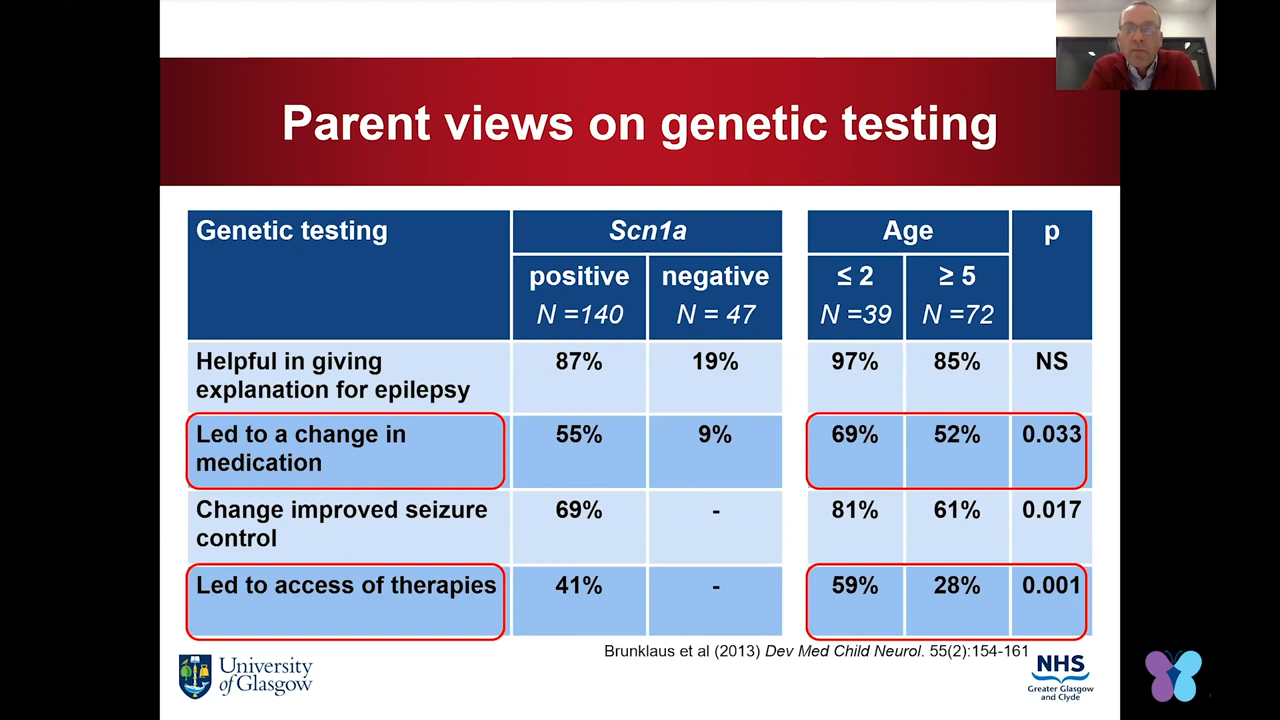 Parent views on genetic testing
Genetic testing
Scn1a
Age
p
positive
negative
≤ 2
≥ 5
N =140
N = 47
N =39
N =72
Helpful in giving
explanation for epilepsy
87%
19%
97%
85%
NS
Led to a change in
medication
55%
9%
69%
52%
0.033
Change improved seizure
control
69%
-
81%
61%
0.017
Led to access of therapies
41%
-
59%
28%
0.001
Brunklaus et al (2013) Dev Med Child Neurol. 55(2):154-161
University
of Glasgow
NHS
Greater Glasgow
and Clyde